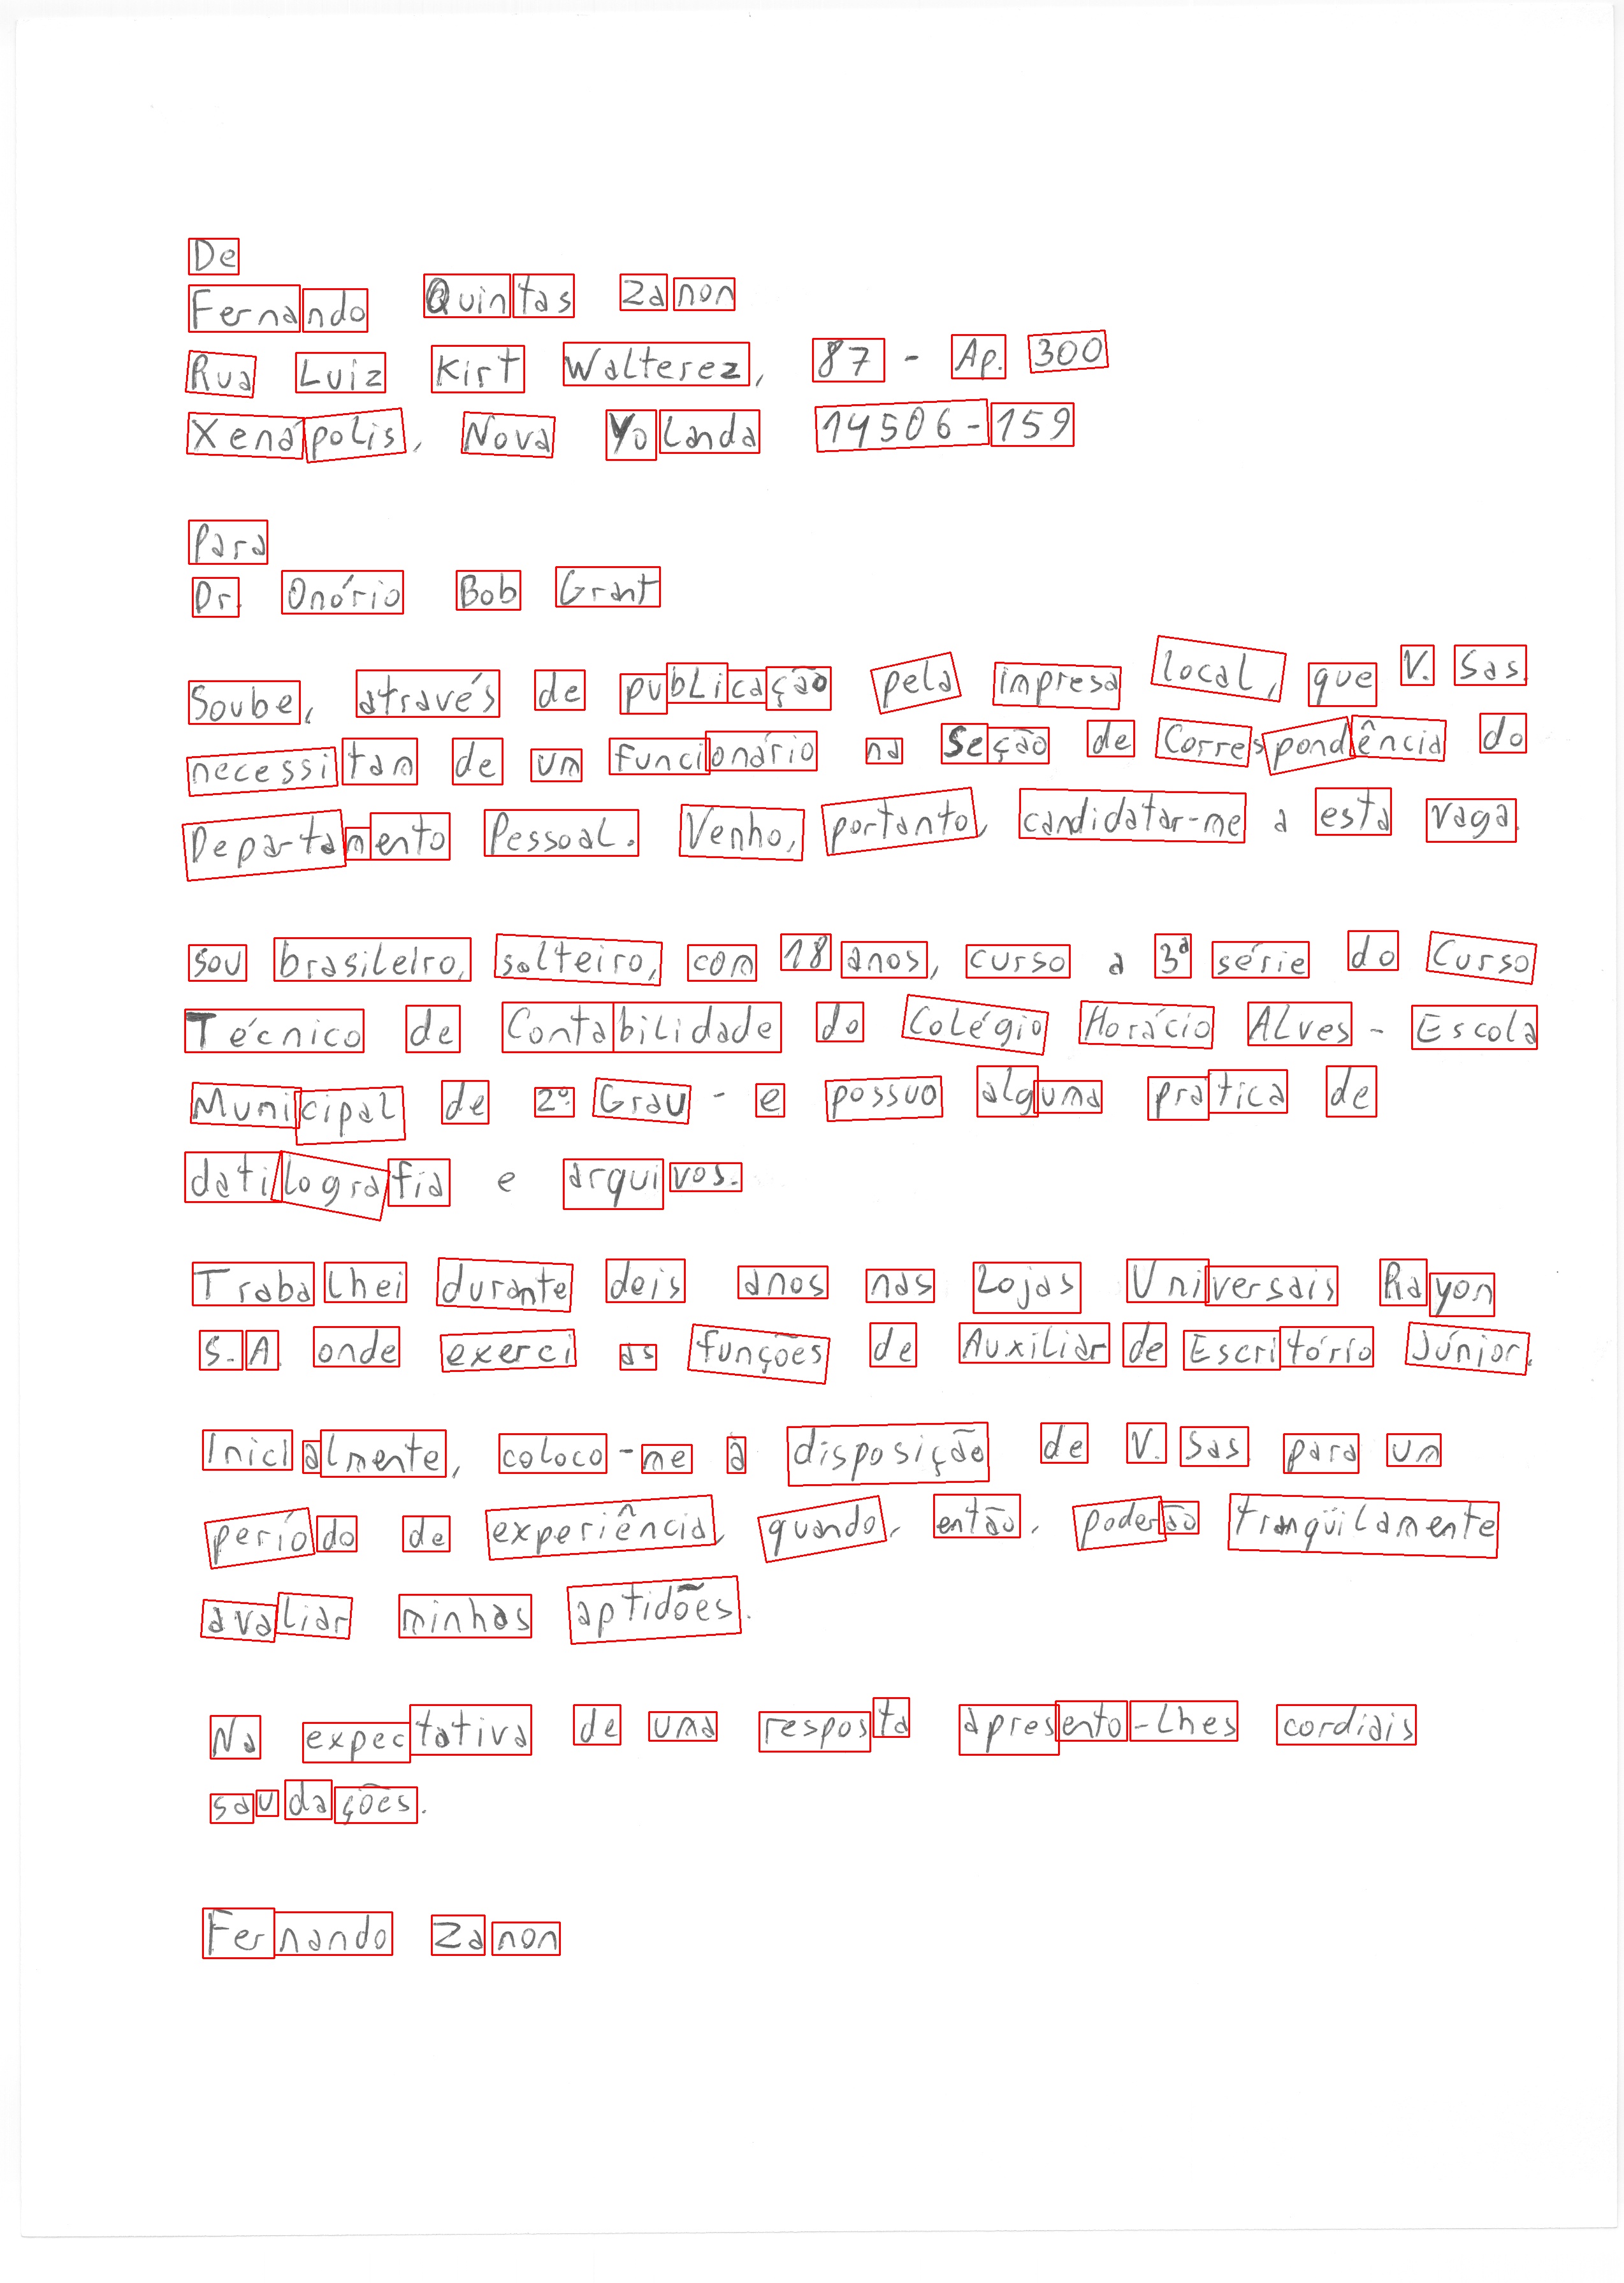 De
Fernando Quintas Zanon
Rua Luiz Kirt Walterez, 87 - Ap. 300
Xenápolis, Nova Yolanda 14506-159
Para
Dr. Onório Bob Grant
Soube, através de publicação pela impresa local, que V. Sas.
necessitam de um funcionário na Seção de Correspondência do
Departamento Pessoal. Venho, portanto, candidatar-me a esta vaga.
Sou brasileiro, solteiro, com 18 anos, curso a 3ª série do Curso
Técnico de Contabilidade do Colégio Horácio Alves - Escola
Municipal de 2º Grau - e possuo alguma pratica de
datilografia e arquivos.
Trabalhei durante dois anos nas Lojas Universais Rayon
S.A. onde exerci as funções de Auxiliar de Escritório Júnior.
Inicialmente, coloco-me à disposição de V. Sas para um
período de experiência, quando, então, poderão tranqüilamente
avaliar minhas aptidões.
Na expectativa de uma resposta apresento-lhes cordiais
saudações.
Fernando Zanon